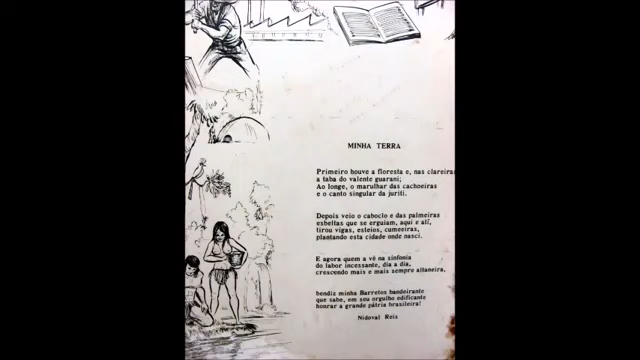 MINHA TERRA
Primeiro houve a floresta e, nas clareiras
a taba do valente guarani;
Ao longe, o marulhar das cachoeiras
e o canto singular da juriti.
Depois veio o caboclo e das palmeiras
esbeltas que se erguiam, aqui e alí,
tirou vigas, esteios, cumeeiras,
plantando esta cidade onde nasci.
E agora quem a vê na sinfonia
do labor incessante, dia a dia,
crescendo mais e mais sempre altaneira,
bendiz minha Barretos bandeirante
que sabe, em seu orgulho edificante
honrar a grande pátria brasileira!
Nidoval Reis